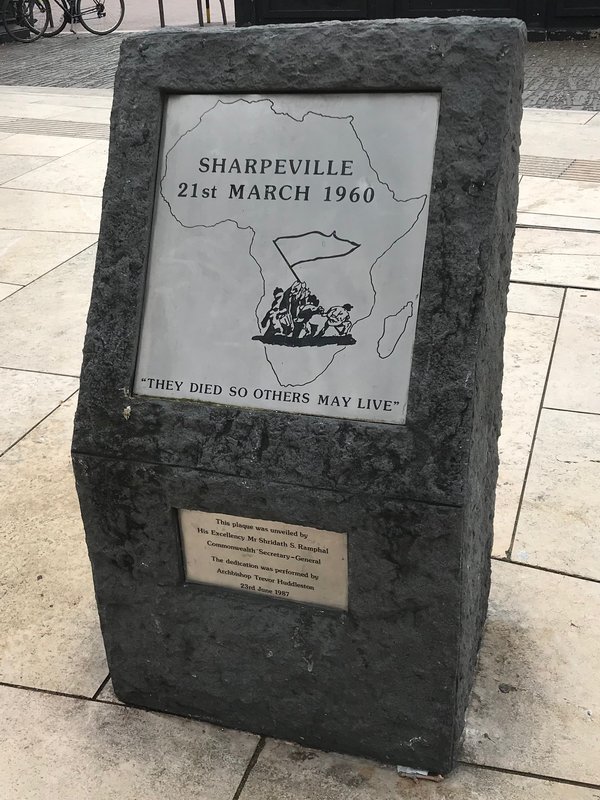 SHARPEVILLE
21st MARCH 1960
"THEY DIED SO OTHERS MAY LIVE"
This plaque was unveiled by
His Excellency Mr Shridath S. Ramphal
Commonwealth Secretary-General
The dedication was performed by
Archbishop Trevor Huddleston
23rd June 1987